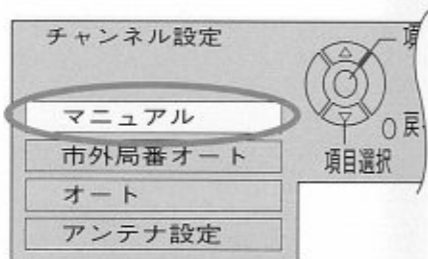 チャンネル設定
マニュアル
市外局番オート
オート
アンテナ設定
項
戻
項目選択